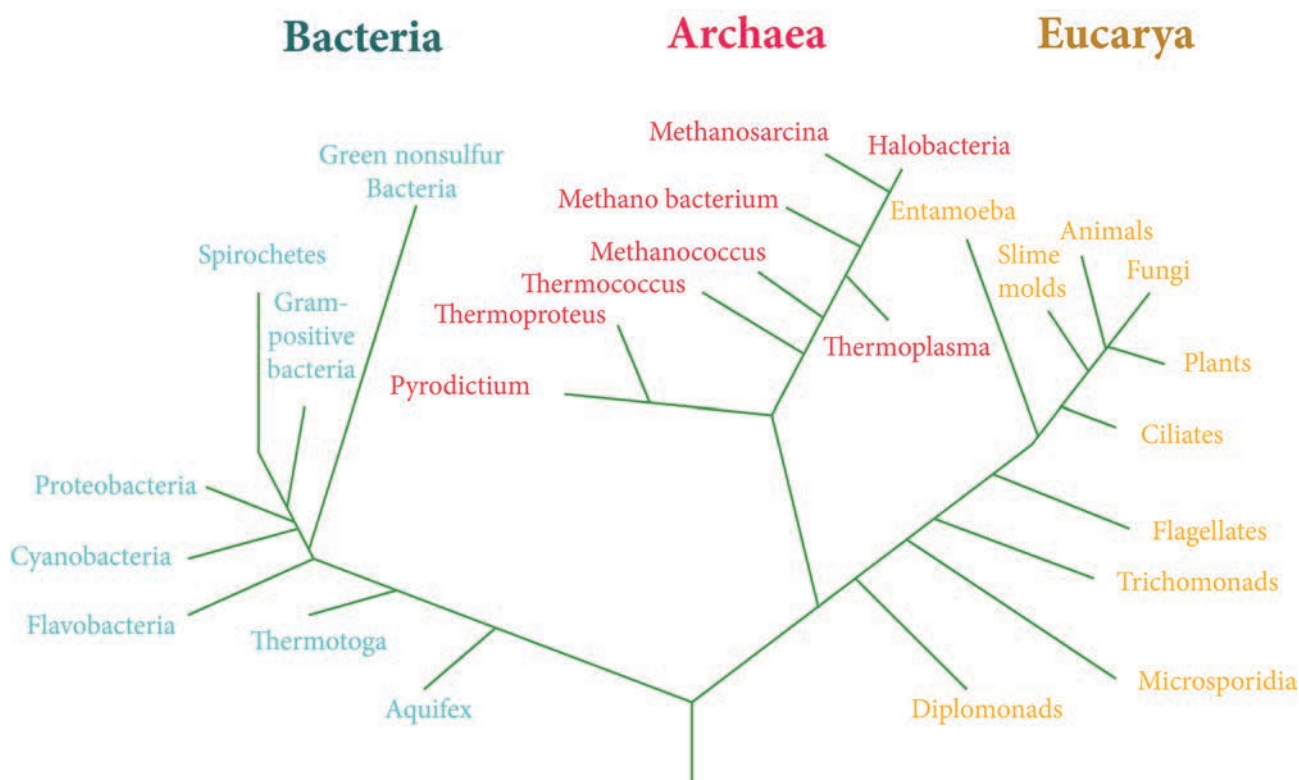 Bacteria
Archaea
Eucarya
Green nonsulfur
Bacteria
Spirochetes
Gram-
positive
bacteria
Proteobacteria
Cyanobacteria
Flavobacteria
Thermotoga
Aquifex
Methanosarcina
Halobacteria
Methano bacterium
Methanococcus
Thermococcus
Thermoproteus
Thermoplasma
Pyrodictium
Entamoeba
Slime
molds
Animals
Fungi
Plants
Ciliates
Flagellates
Trichomonads
Microsporidia
Diplomonads